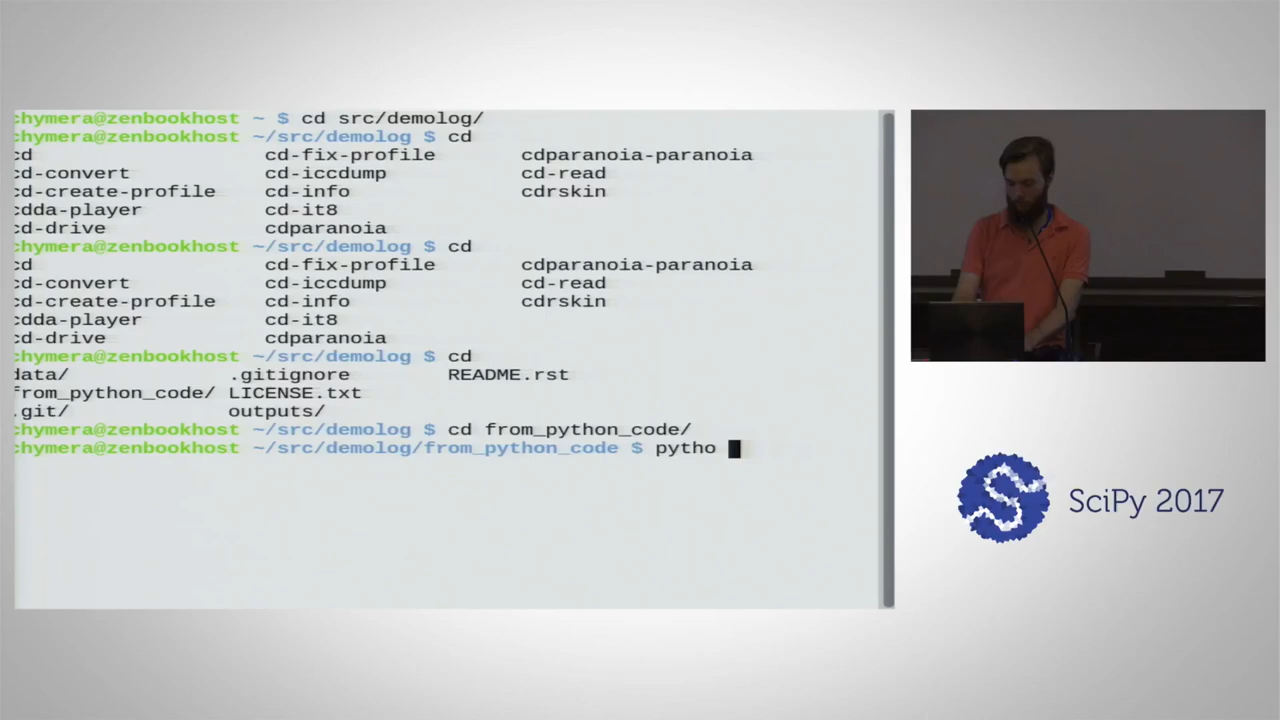 chymera@zenbookhost ~ $ cd src/demolog/
chymera@zenbookhost ~/src/demolog $ cd
cd cd-fix-profile cdparanoia-paranoia
cd-convert cd-iccdump cd-read
cd-create-profile cd-info cdrskin
cdda-player cd-it8
cd-drive cdparanoia
chymera@zenbookhost ~/src/demolog $ cd
cd cd-fix-profile cdparanoia-paranoia
cd-convert cd-iccdump cd-read
cd-create-profile cd-info cdrskin
cdda-player cd-it8
cd-drive cdparanoia
chymera@zenbookhost ~/src/demolog $ cd
data/ .gitignore README.rst
from_python_code/ LICENSE.txt
.git/ outputs/
chymera@zenbookhost ~/src/demolog $ cd from_python_code/
chymera@zenbookhost ~/src/demolog/from_python_code $ pytho
SciPy 2017